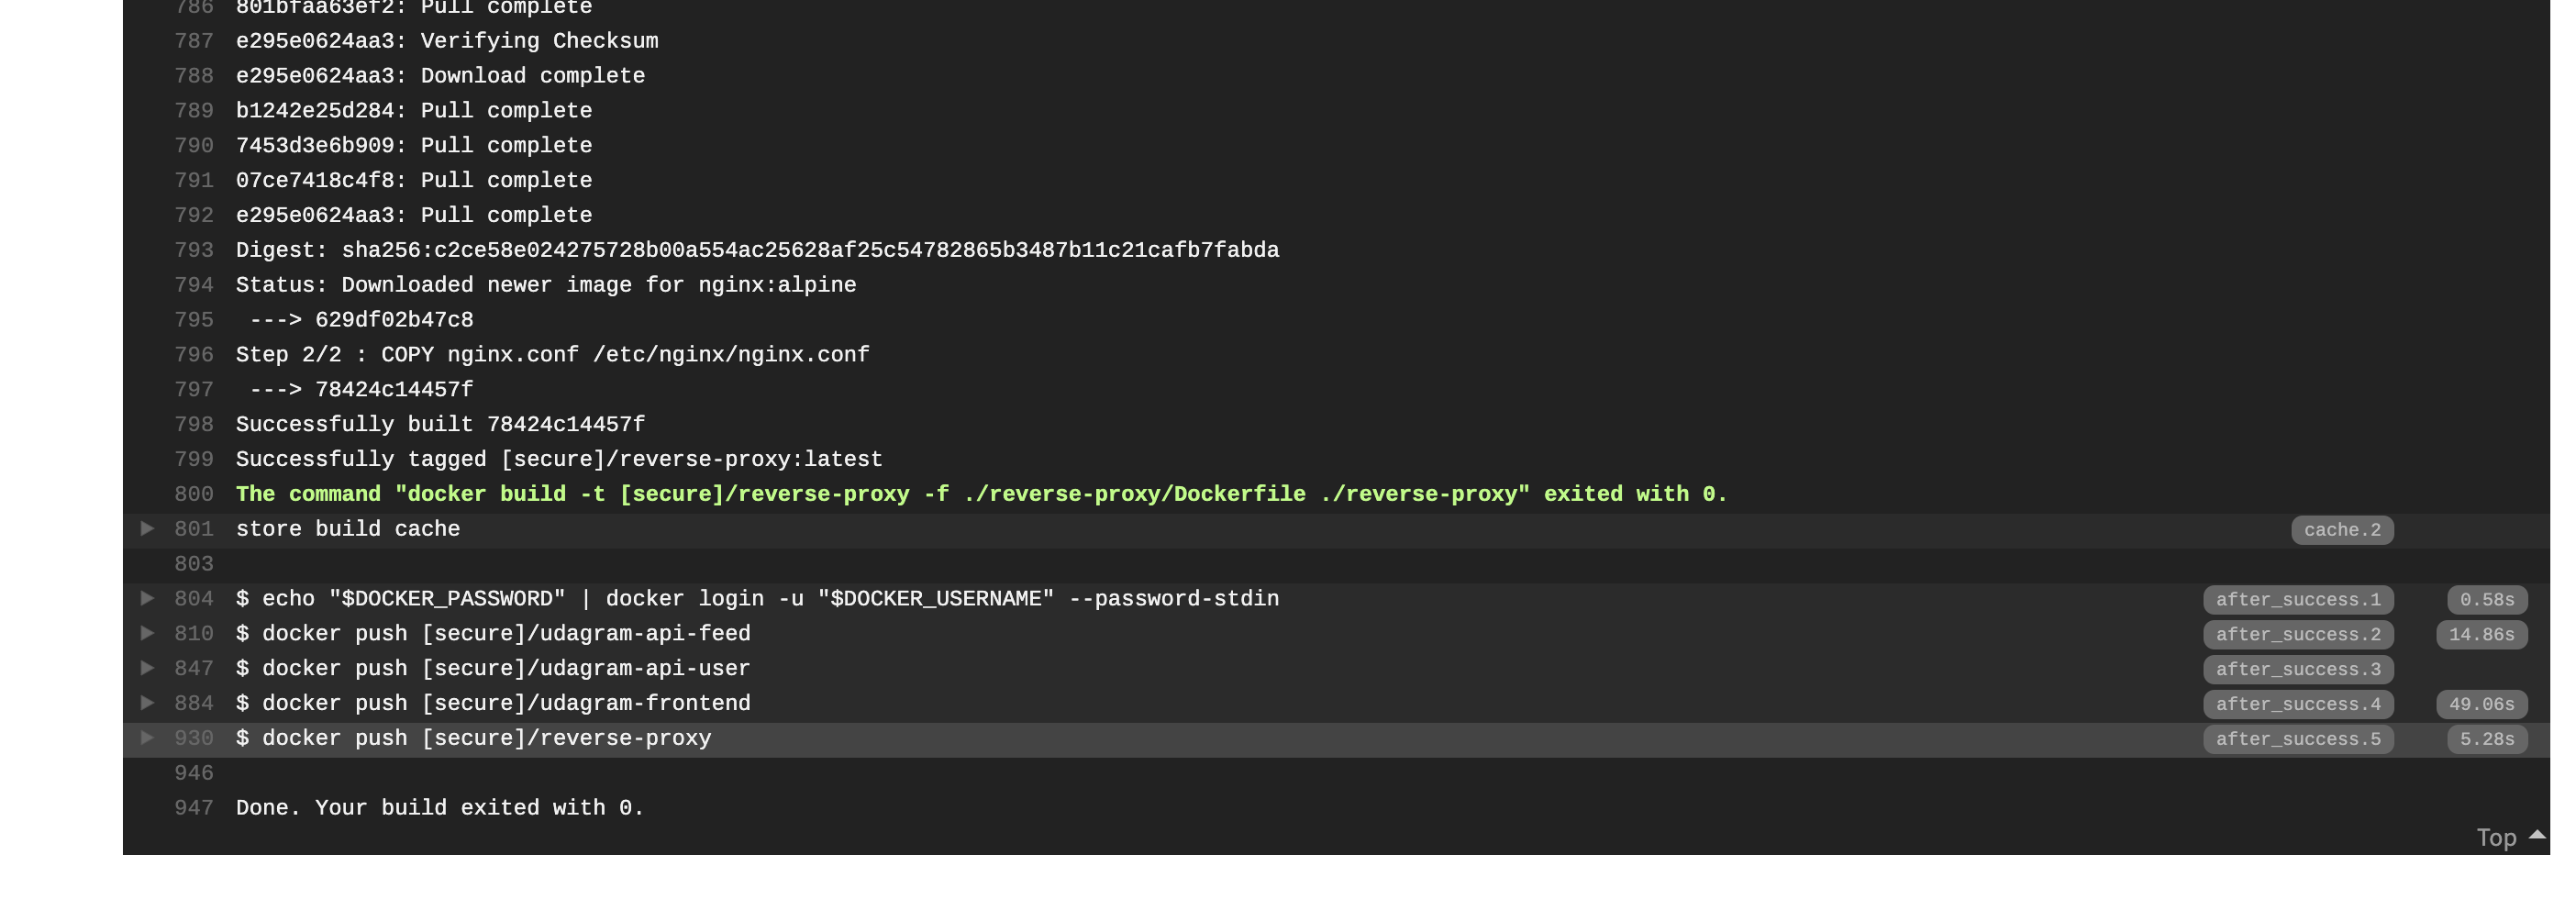 786 801bfaa63ef2: Pull complete
787 e295e0624aa3: Verifying Checksum
788 e295e0624aa3: Download complete
789 b1242e25d284: Pull complete
790 7453d3e6b909: Pull complete
791 07ce7418c4f8: Pull complete
792 e295e0624aa3: Pull complete
793 Digest: sha256:c2ce58e024275728b00a554ac25628af25c54782865b3487b11c21cafb7fabda
794 Status: Downloaded newer image for nginx:alpine
795 ---> 629df02b47c8
796 Step 2/2 : COPY nginx.conf /etc/nginx/nginx.conf
797 ---> 78424c14457f
798 Successfully built 78424c14457f
799 Successfully tagged [secure]/reverse-proxy:latest
800 The command "docker build -t [secure]/reverse-proxy -f ./reverse-proxy/Dockerfile ./reverse-proxy" exited with 0.
801 store build cache cache.2
803
804 $ echo "$DOCKER_PASSWORD" | docker login -u "$DOCKER_USERNAME" --password-stdin after_success.1 0.58s
810 $ docker push [secure]/udagram-api-feed after_success.2 14.86s
847 $ docker push [secure]/udagram-api-user after_success.3
884 $ docker push [secure]/udagram-frontend after_success.4 49.06s
930 $ docker push [secure]/reverse-proxy after_success.5 5.28s
946
947 Done. Your build exited with 0.
Top